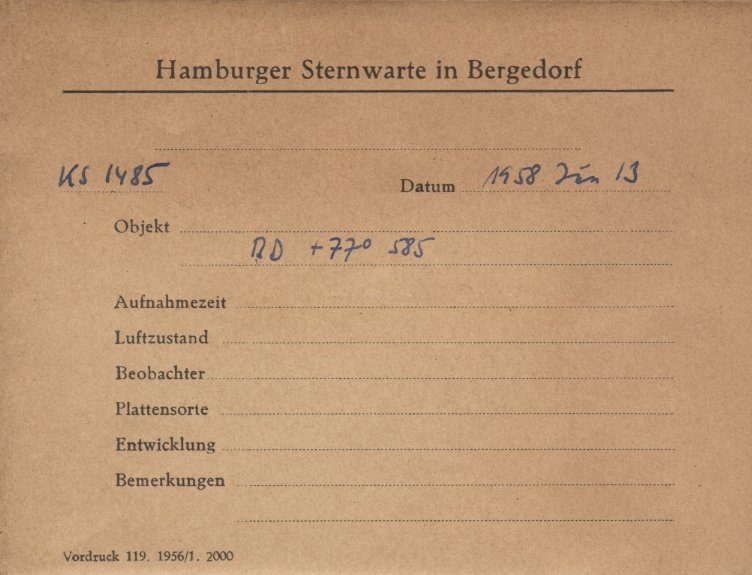 Hamburger Sternwarte in Bergedorf
KS 1485
Datum 1958 Jun 13
Objekt
BD +77° 585
Aufnahmezeit
Luftzustand
Beobachter
Plattensorte
Entwicklung
Bemerkungen
Vordruck 119. 1956/1. 2000